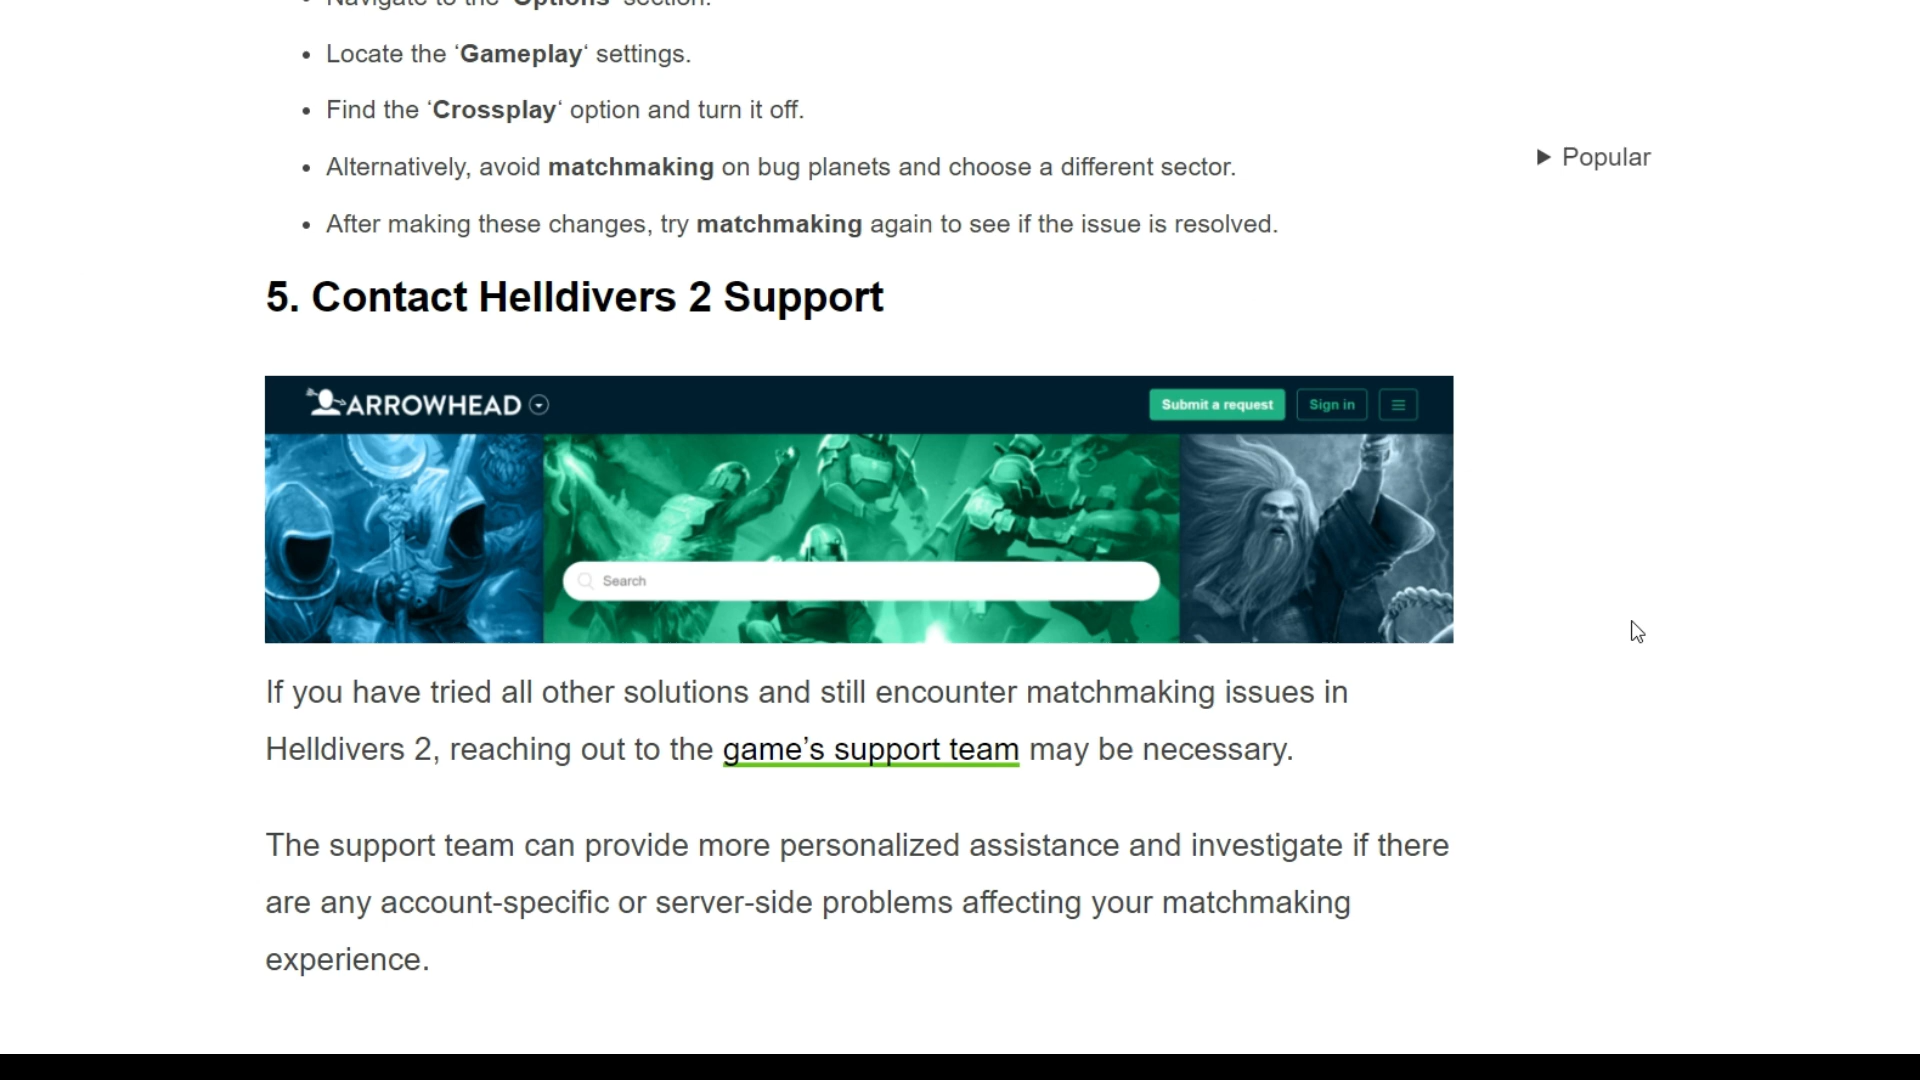 Navigate to the ‘Options‘ section.
Locate the ‘Gameplay‘ settings.
Find the ‘Crossplay‘ option and turn it off.
Alternatively, avoid matchmaking on bug planets and choose a different sector.
After making these changes, try matchmaking again to see if the issue is resolved.
▶ Popular
5. Contact Helldivers 2 Support
ARROWHEAD
Submit a request
Sign in
Search
If you have tried all other solutions and still encounter matchmaking issues in
Helldivers 2, reaching out to the game’s support team may be necessary.
The support team can provide more personalized assistance and investigate if there
are any account-specific or server-side problems affecting your matchmaking
experience.